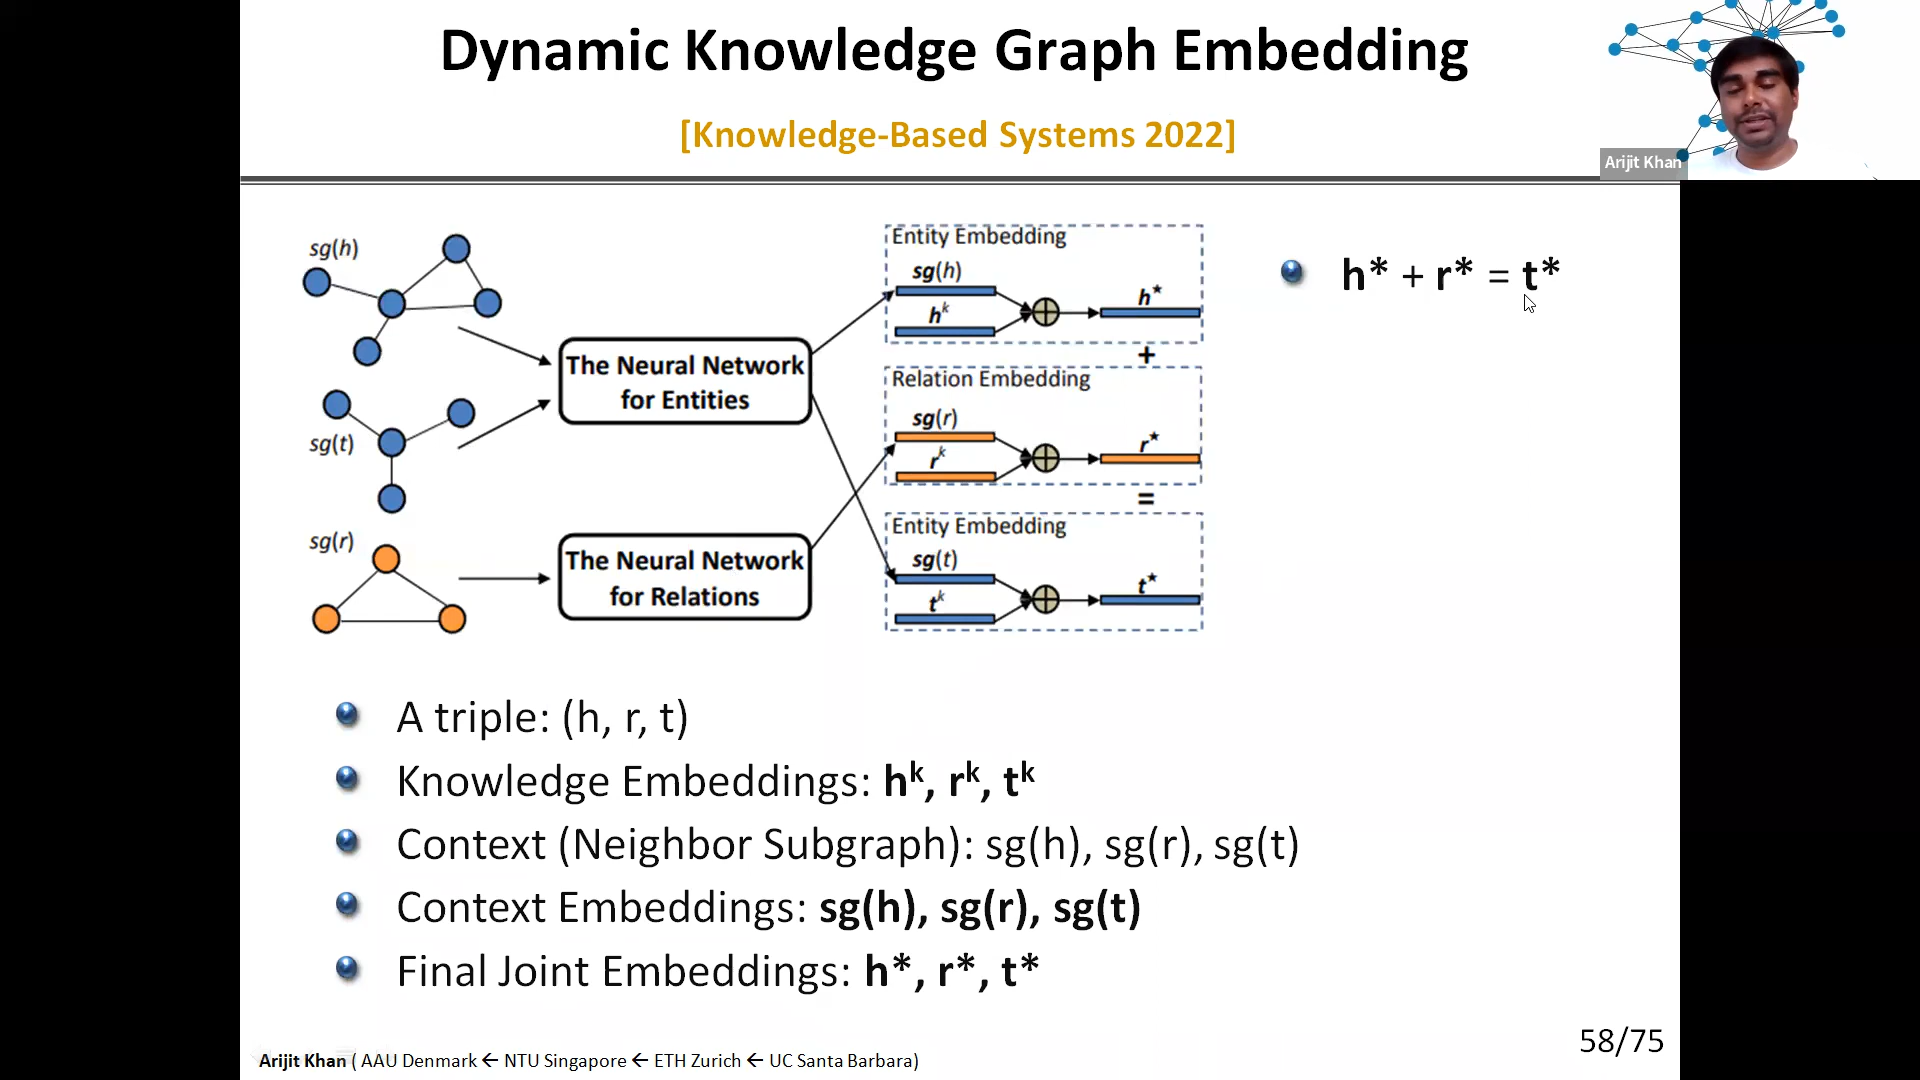 Dynamic Knowledge Graph Embedding
[Knowledge-Based Systems 2022]
Arijit Khan
sg(h)
sg(t)
sg(r)
The Neural Network
for Entities
The Neural Network
for Relations
Entity Embedding
sg(h)
h^k
h*
+
Relation Embedding
sg(r)
r^k
r*
=
Entity Embedding
sg(t)
t^k
t*
h* + r* = t*
A triple: (h, r, t)
Knowledge Embeddings: h^k, r^k, t^k
Context (Neighbor Subgraph): sg(h), sg(r), sg(t)
Context Embeddings: sg(h), sg(r), sg(t)
Final Joint Embeddings: h*, r*, t*
58/75
Arijit Khan ( AAU Denmark ← NTU Singapore ← ETH Zurich ← UC Santa Barbara)